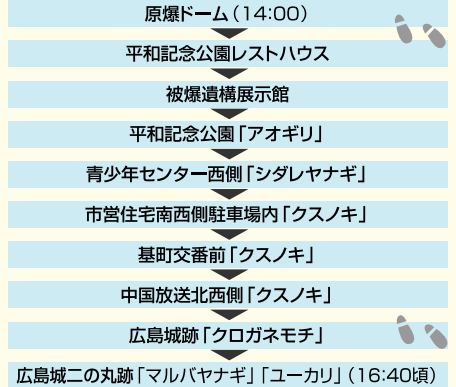 原爆ドーム（14:00）
平和記念公園レストハウス
被爆遺構展示館
平和記念公園「アオギリ」
青少年センター西側「シダレヤナギ」
市営住宅南西側駐車場内「クスノキ」
基町交番前「クスノキ」
中国放送北西側「クスノキ」
広島城跡「クロガネモチ」
広島城二の丸跡「マルバヤナギ」「ユーカリ」（16:40頃）